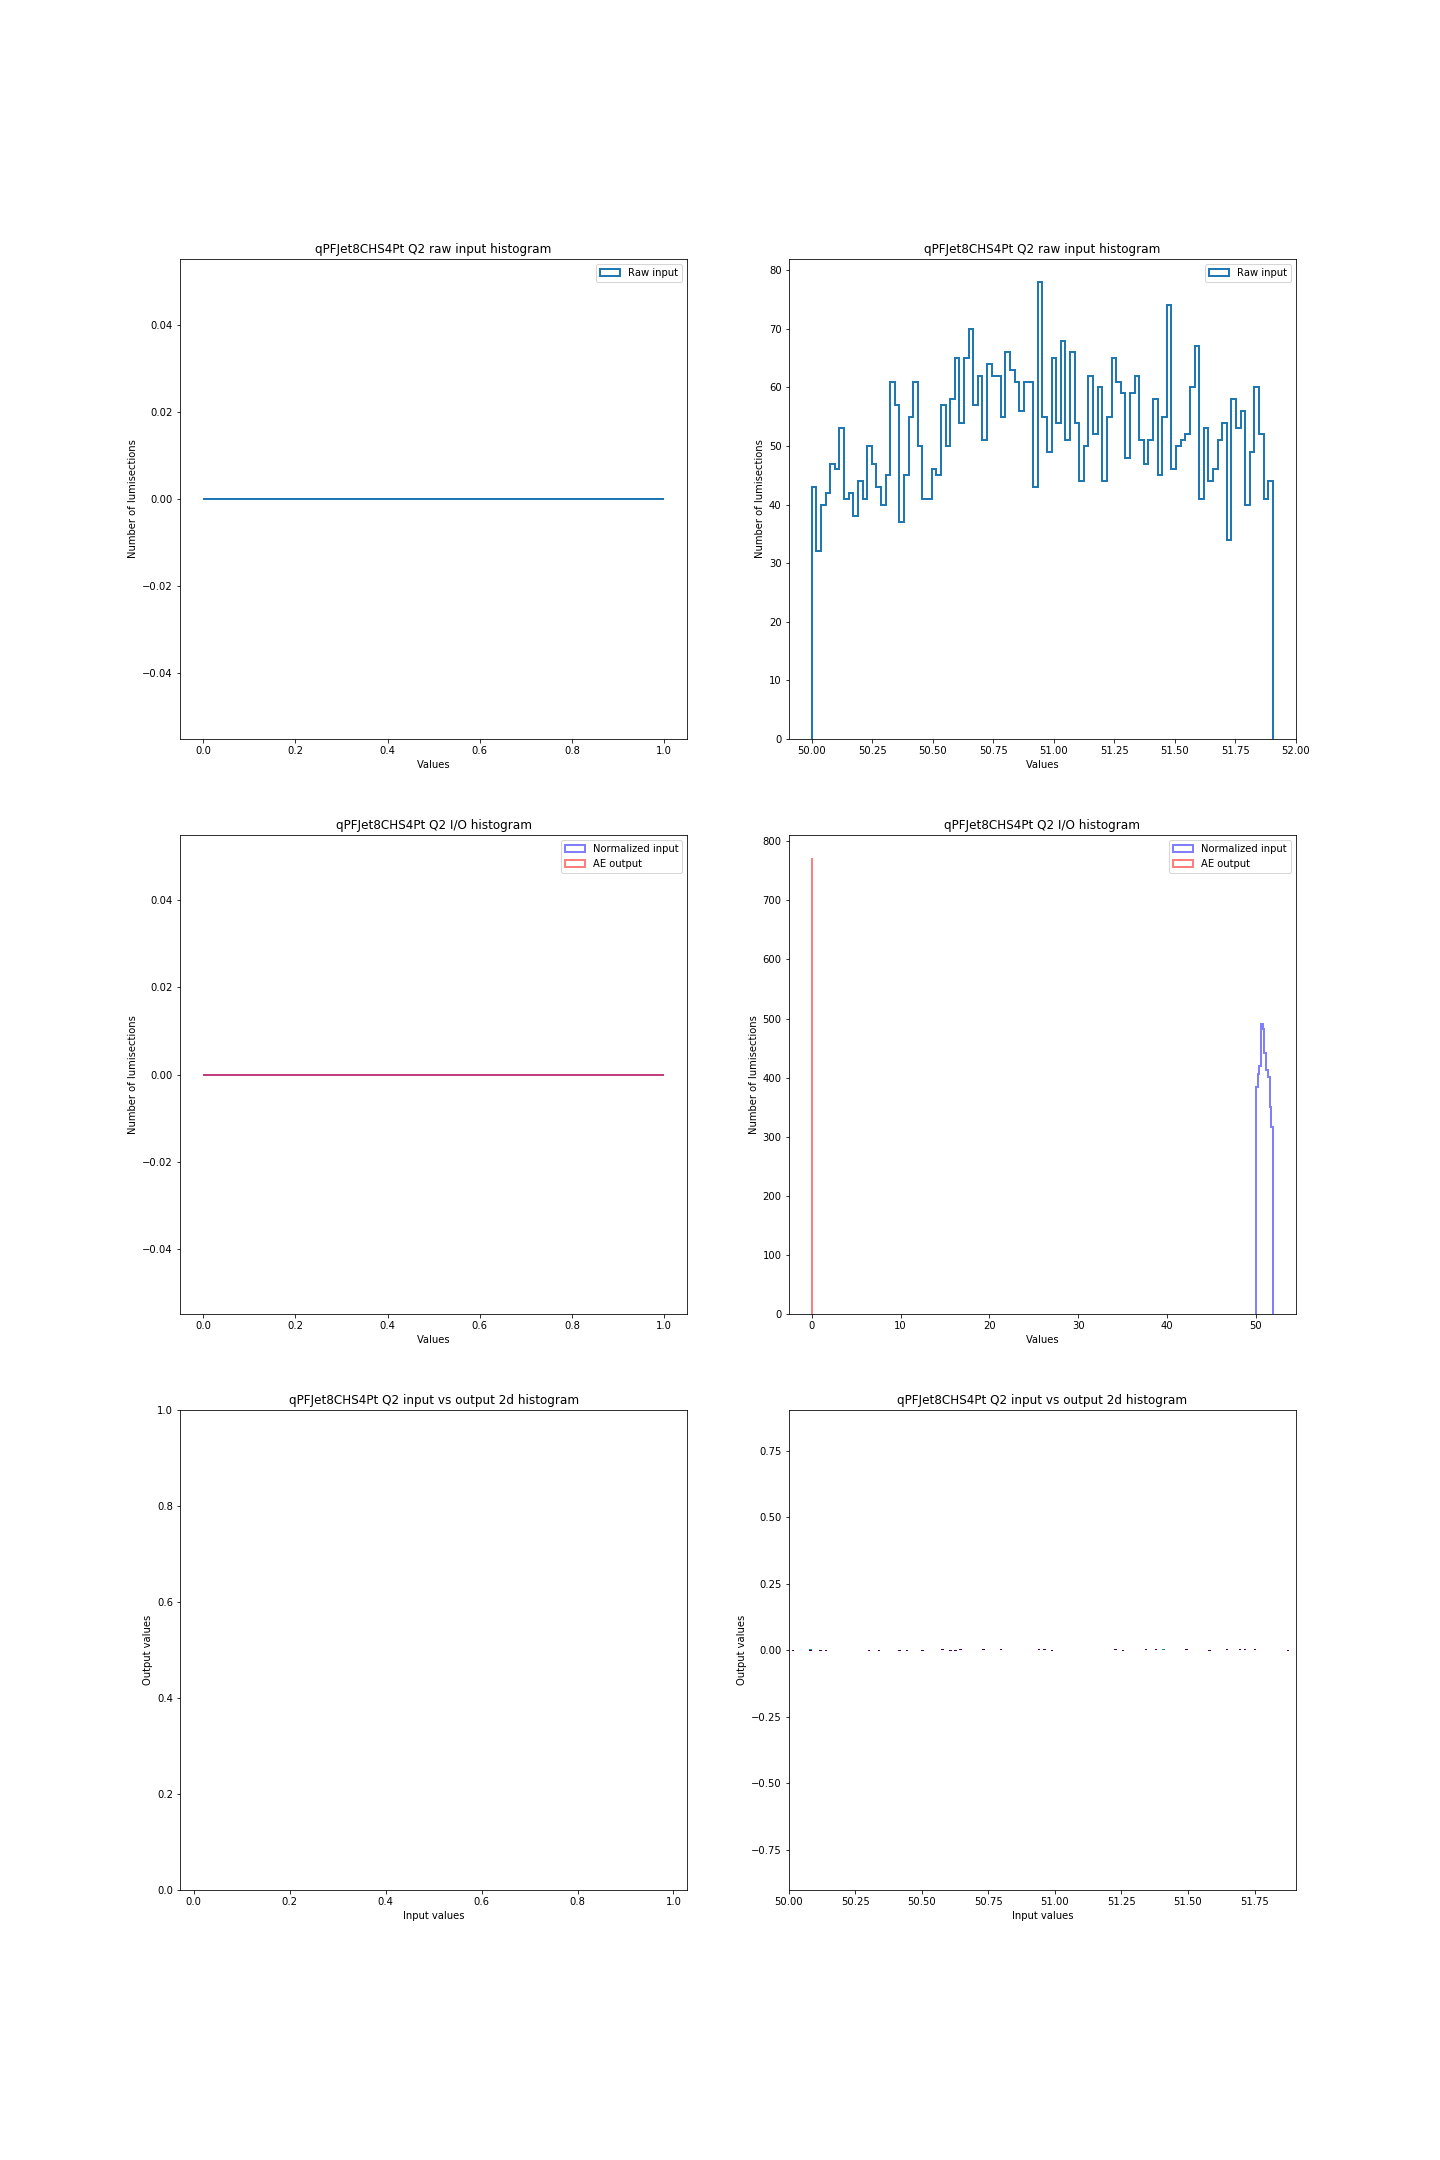 qPFJet8CHS4Pt Q2 raw input histogram
Raw input
0.04
0.02
0.00
−0.02
−0.04
Number of lumisections
0.0 0.2 0.4 0.6 0.8 1.0
Values
qPFJet8CHS4Pt Q2 raw input histogram
Raw input
80
70
60
50
40
30
20
10
0
Number of lumisections
50.00 50.25 50.50 50.75 51.00 51.25 51.50 51.75 52.00
Values
qPFJet8CHS4Pt Q2 I/O histogram
Normalized input
AE output
0.04
0.02
0.00
−0.02
−0.04
Number of lumisections
0.0 0.2 0.4 0.6 0.8 1.0
Values
qPFJet8CHS4Pt Q2 I/O histogram
Normalized input
AE output
800
700
600
500
400
300
200
100
0
Number of lumisections
0 10 20 30 40 50
Values
qPFJet8CHS4Pt Q2 input vs output 2d histogram
1.0
0.8
0.6
0.4
0.2
0.0
Output values
0.0 0.2 0.4 0.6 0.8 1.0
Input values
qPFJet8CHS4Pt Q2 input vs output 2d histogram
0.75
0.50
0.25
0.00
−0.25
−0.50
−0.75
Output values
50.00 50.25 50.50 50.75 51.00 51.25 51.50 51.75
Input values